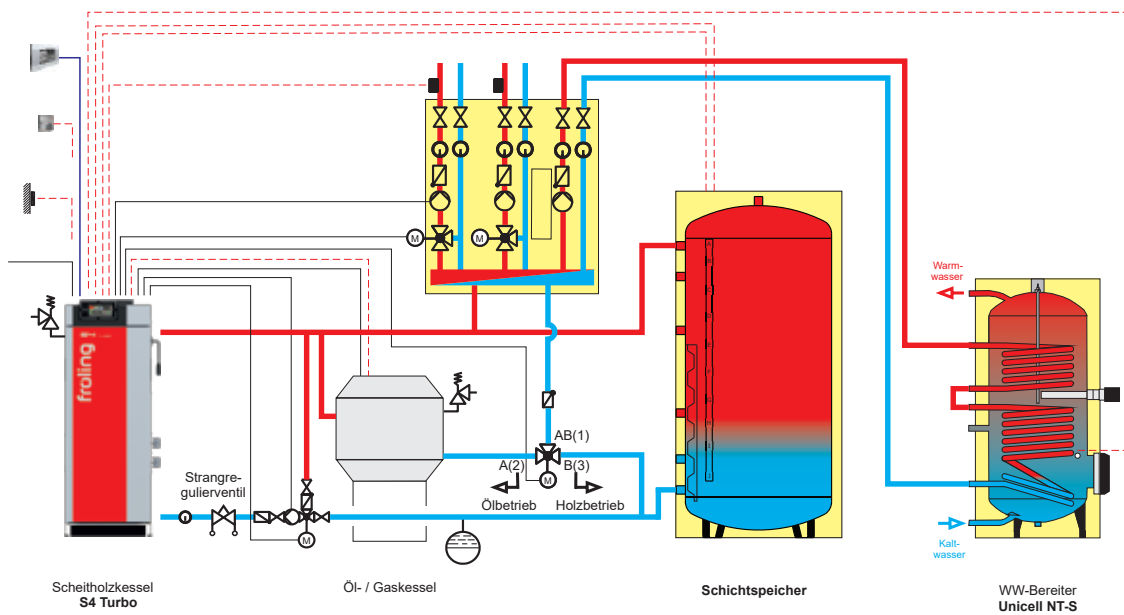 Warm-
wasser
M
M
fröling
AB(1)
A(2)
B(3)
M
Ölbetrieb
Holzbetrieb
Strangre-
gulierventil
M
Kalt-
wasser
Scheitholzkessel
S4 Turbo
Öl- / Gaskessel
Schichtspeicher
WW-Bereiter
Unicell NT-S